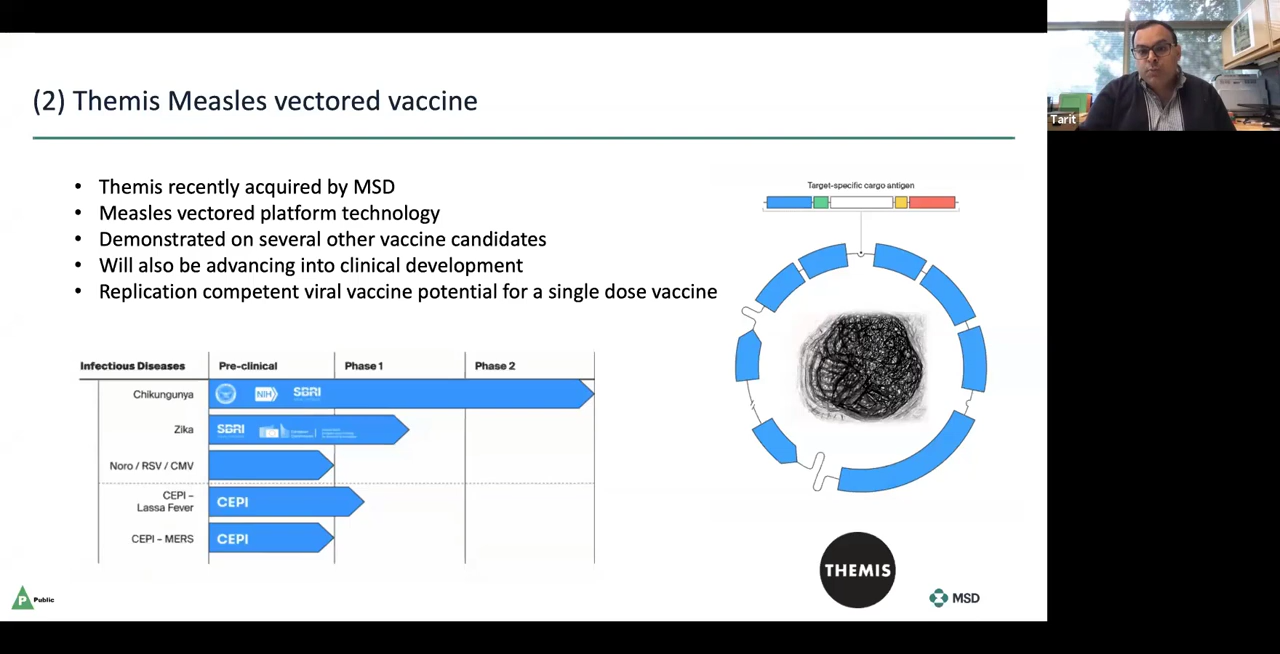 (2) Themis Measles vectored vaccine
Tarit
• Themis recently acquired by MSD
• Measles vectored platform technology
• Demonstrated on several other vaccine candidates
• Will also be advancing into clinical development
• Replication competent viral vaccine potential for a single dose vaccine
Target-specific cargo antigen
Infectious Diseases Pre-clinical Phase 1 Phase 2
Chikungunya NIH SBRI
Zika SBRI
Noro / RSV / CMV
CEPI –
Lassa Fever CEPI
CEPI – MERS CEPI
THEMIS
P Public
MSD